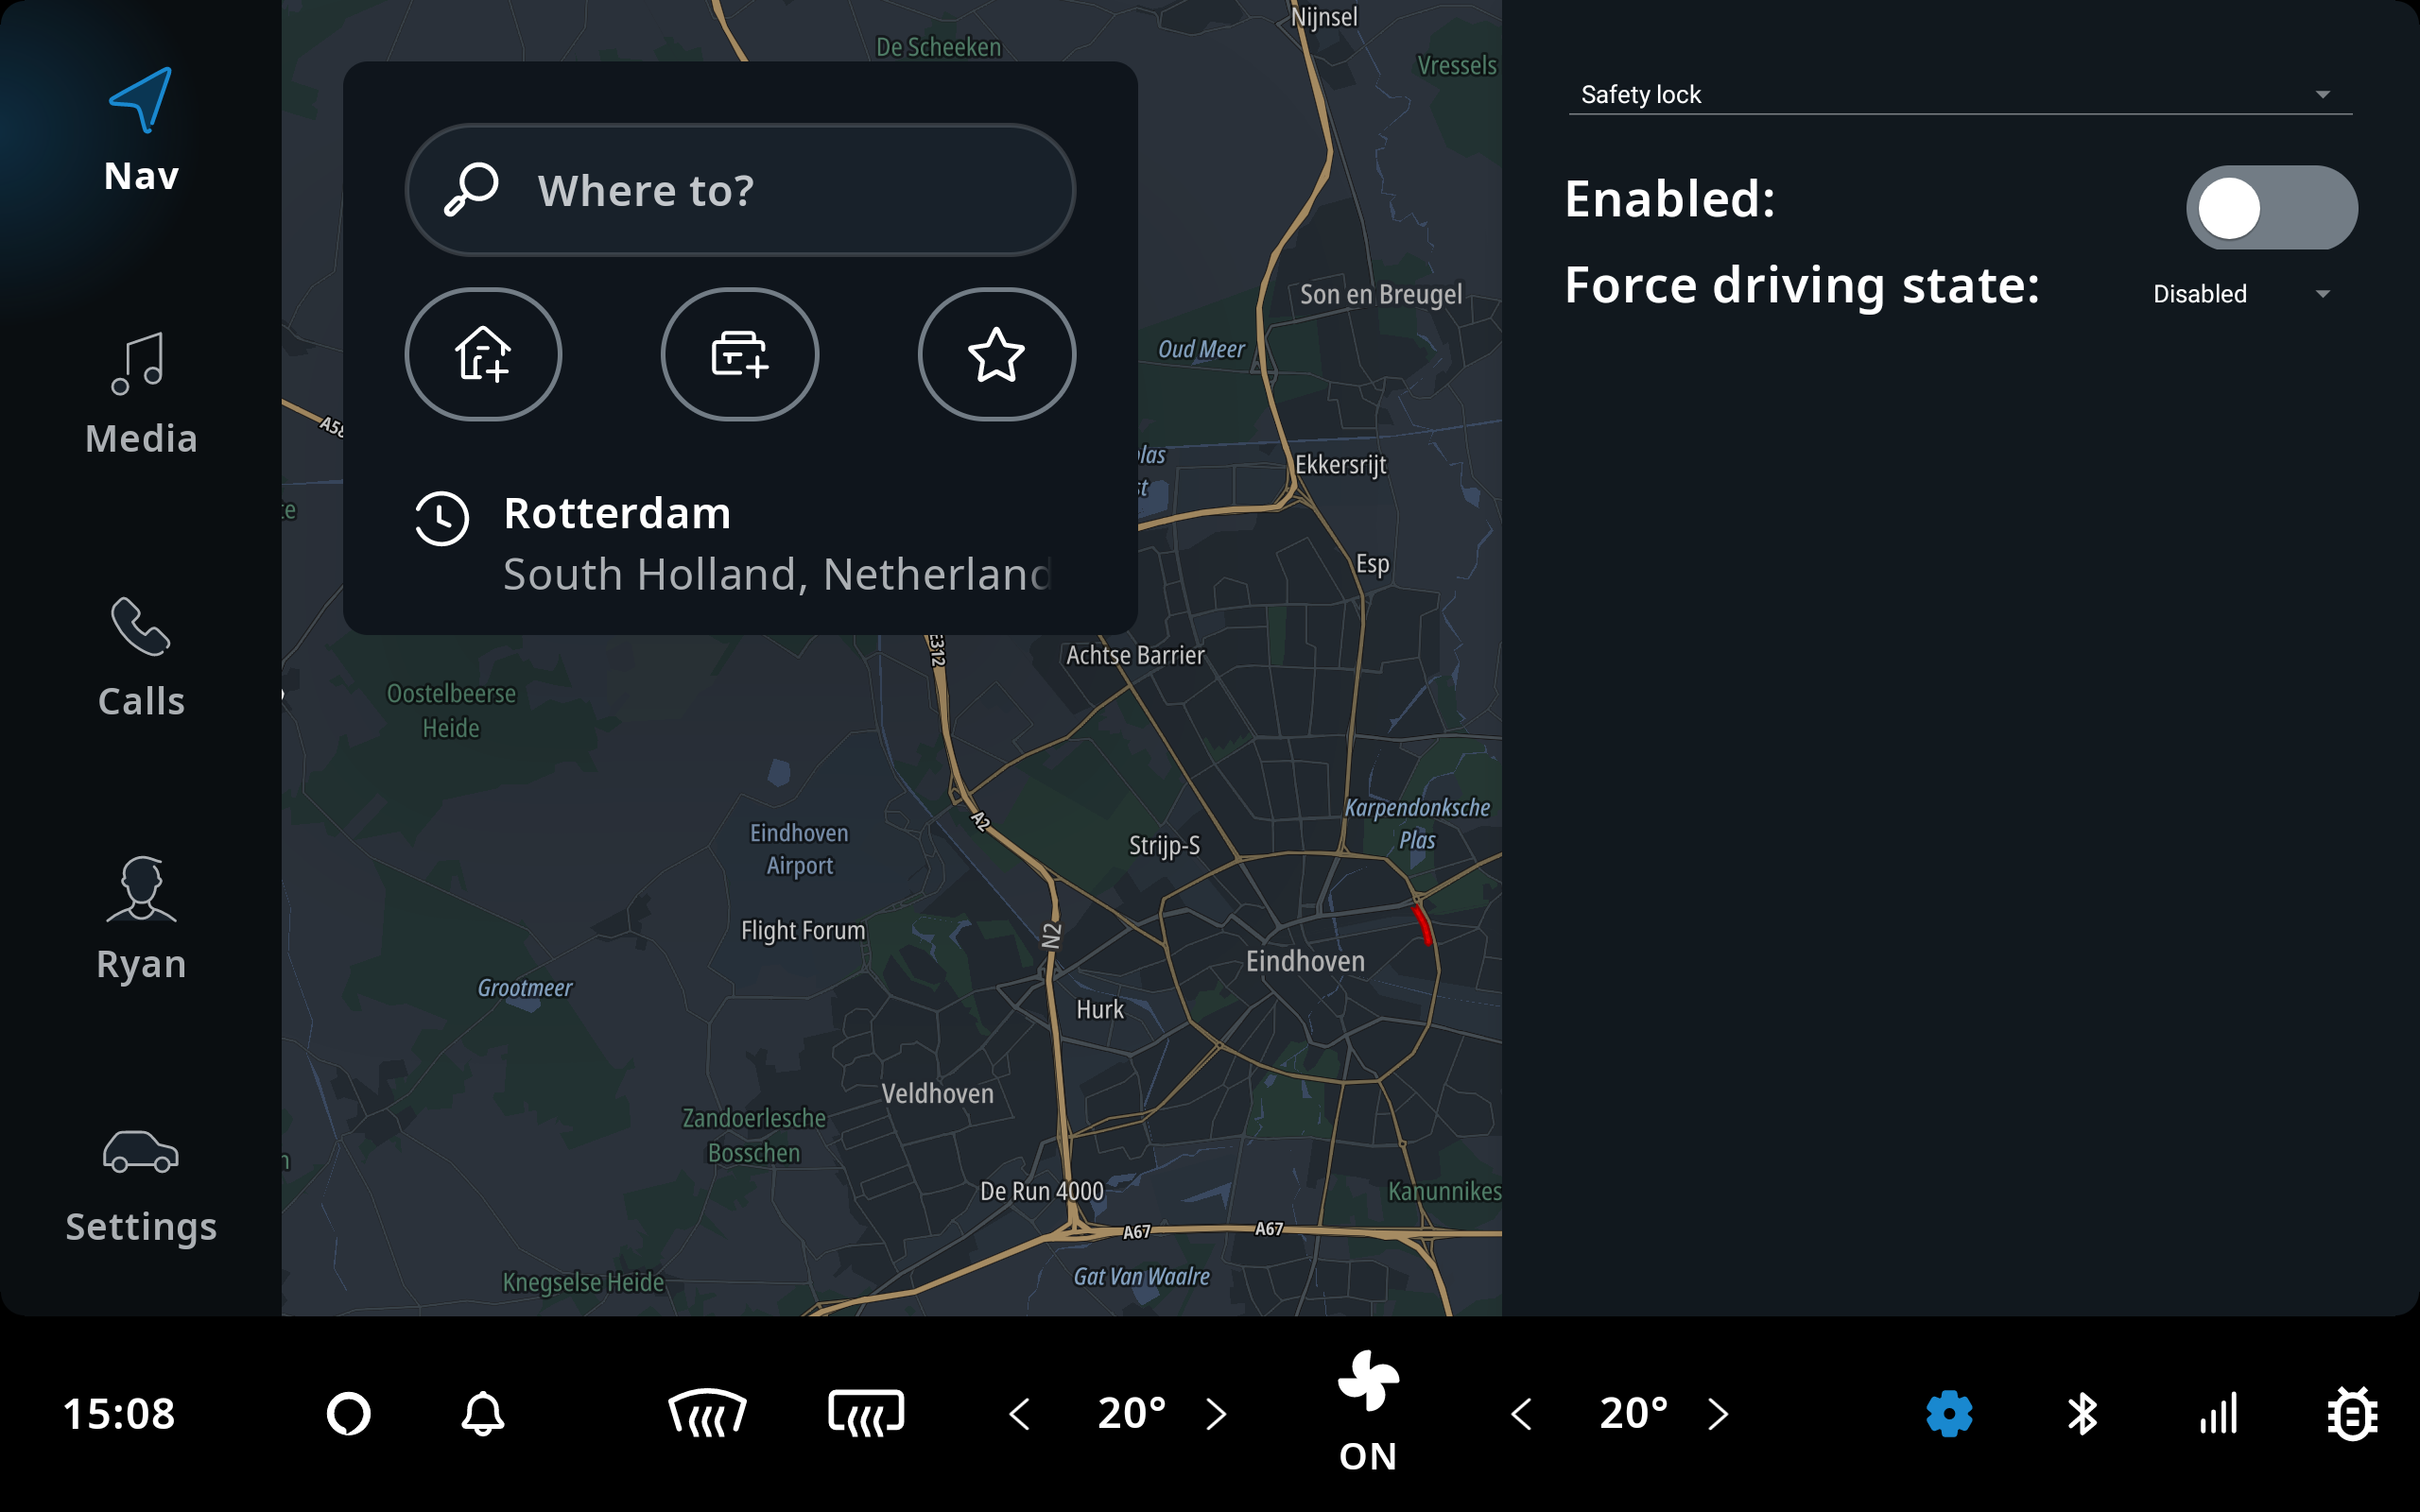 Nav
Media
Calls
Ryan
Settings
Where to?
Rotterdam
South Holland, Netherland
De Scheeken
Nijnsel
Vressels
Son en Breugel
Oud Meer
A58
Ekkersrijt
Esp
E312
Achtse Barrier
Oostelbeerse
Heide
A2
Karpendonksche
Plas
Eindhoven
Airport
Strijp-S
Flight Forum
N2
Eindhoven
Grootmeer
Hurk
Veldhoven
Zandoerlesche
Bosschen
De Run 4000
Kanunnikes
A67
A67
Gat Van Waalre
Knegselse Heide
Safety lock
Enabled:
Force driving state:
Disabled
15:08
20°
ON
20°